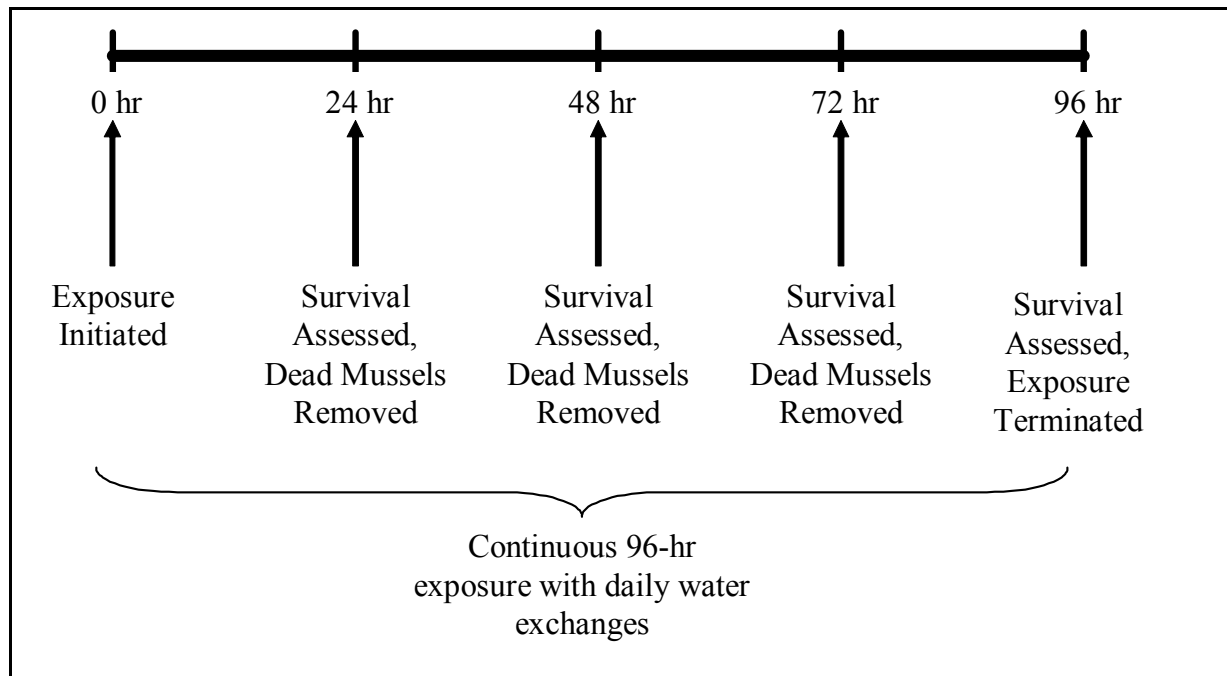 0 hr
24 hr
48 hr
72 hr
96 hr
Exposure
Initiated
Survival
Assessed,
Dead Mussels
Removed
Survival
Assessed,
Dead Mussels
Removed
Survival
Assessed,
Dead Mussels
Removed
Survival
Assessed,
Exposure
Terminated
Continuous 96-hr
exposure with daily water
exchanges